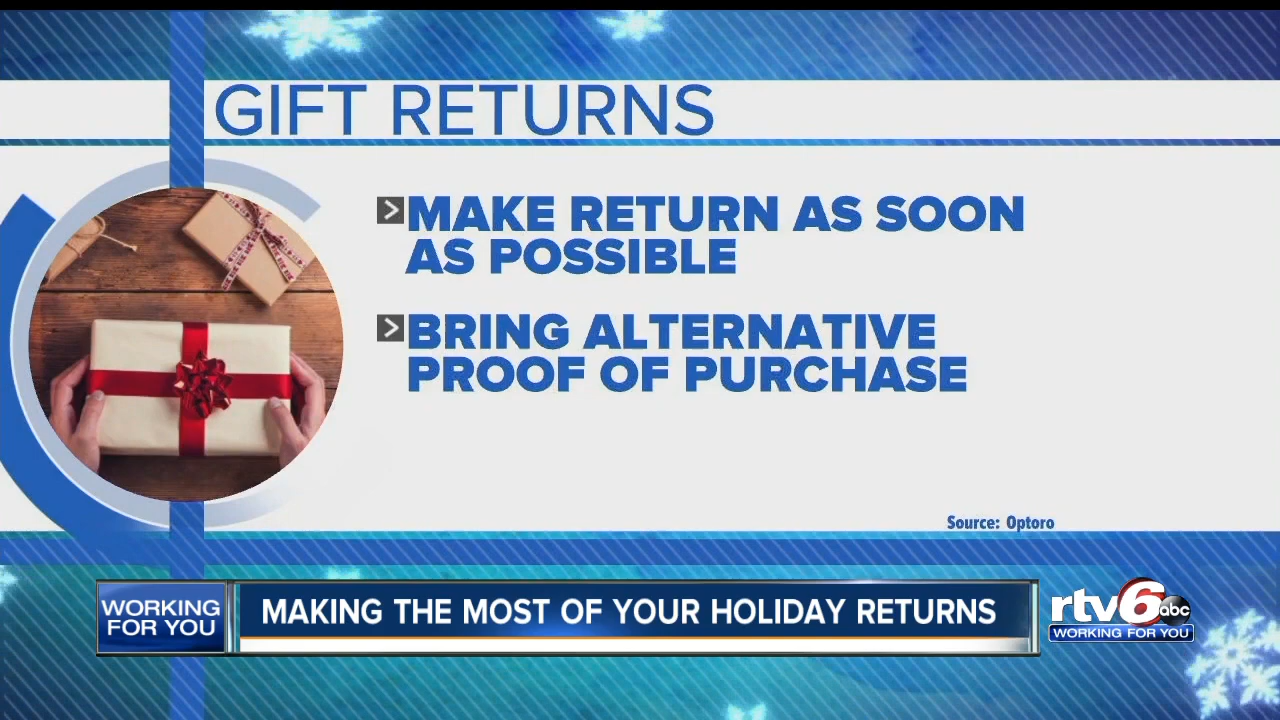 GIFT RETURNS
MAKE RETURN AS SOON
AS POSSIBLE
BRING ALTERNATIVE
PROOF OF PURCHASE
Source: Optoro
WORKING
FOR YOU
MAKING THE MOST OF YOUR HOLIDAY RETURNS
rtv6 abc
WORKING FOR YOU